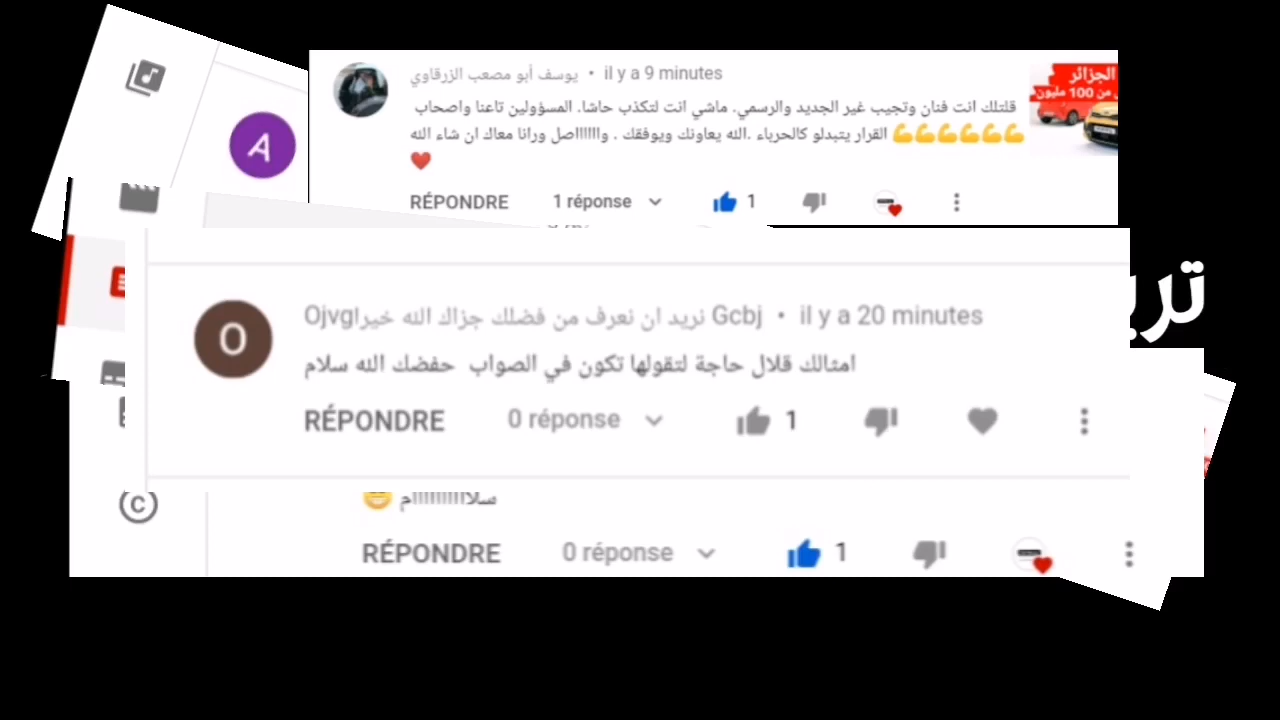 يوسف أبو مصعب الزرقاوي • il y a 9 minutes
قلتلك انت فنان وتجيب غير الجديد والرسمي. ماشي انت لتكذب حاشا. المسؤولين تاعنا واصحاب
القرار يتبدلو كالحرباء .الله يعاونك ويوفقك . واااااااصل ورانا معاك ان شاء الله 💪💪💪💪💪💪
❤️
RÉPONDRE 1 réponse 1
الجزائر
من 100 مليون
A
O
Ojvgنريد ان نعرف من فضلك جزاك الله خيرا Gcbj • il y a 20 minutes
امثالك قلال حاجة لتقولها تكون في الصواب حفضك الله سلام
RÉPONDRE 0 réponse 1
سلاااااااااام 😁
RÉPONDRE 0 réponse 1